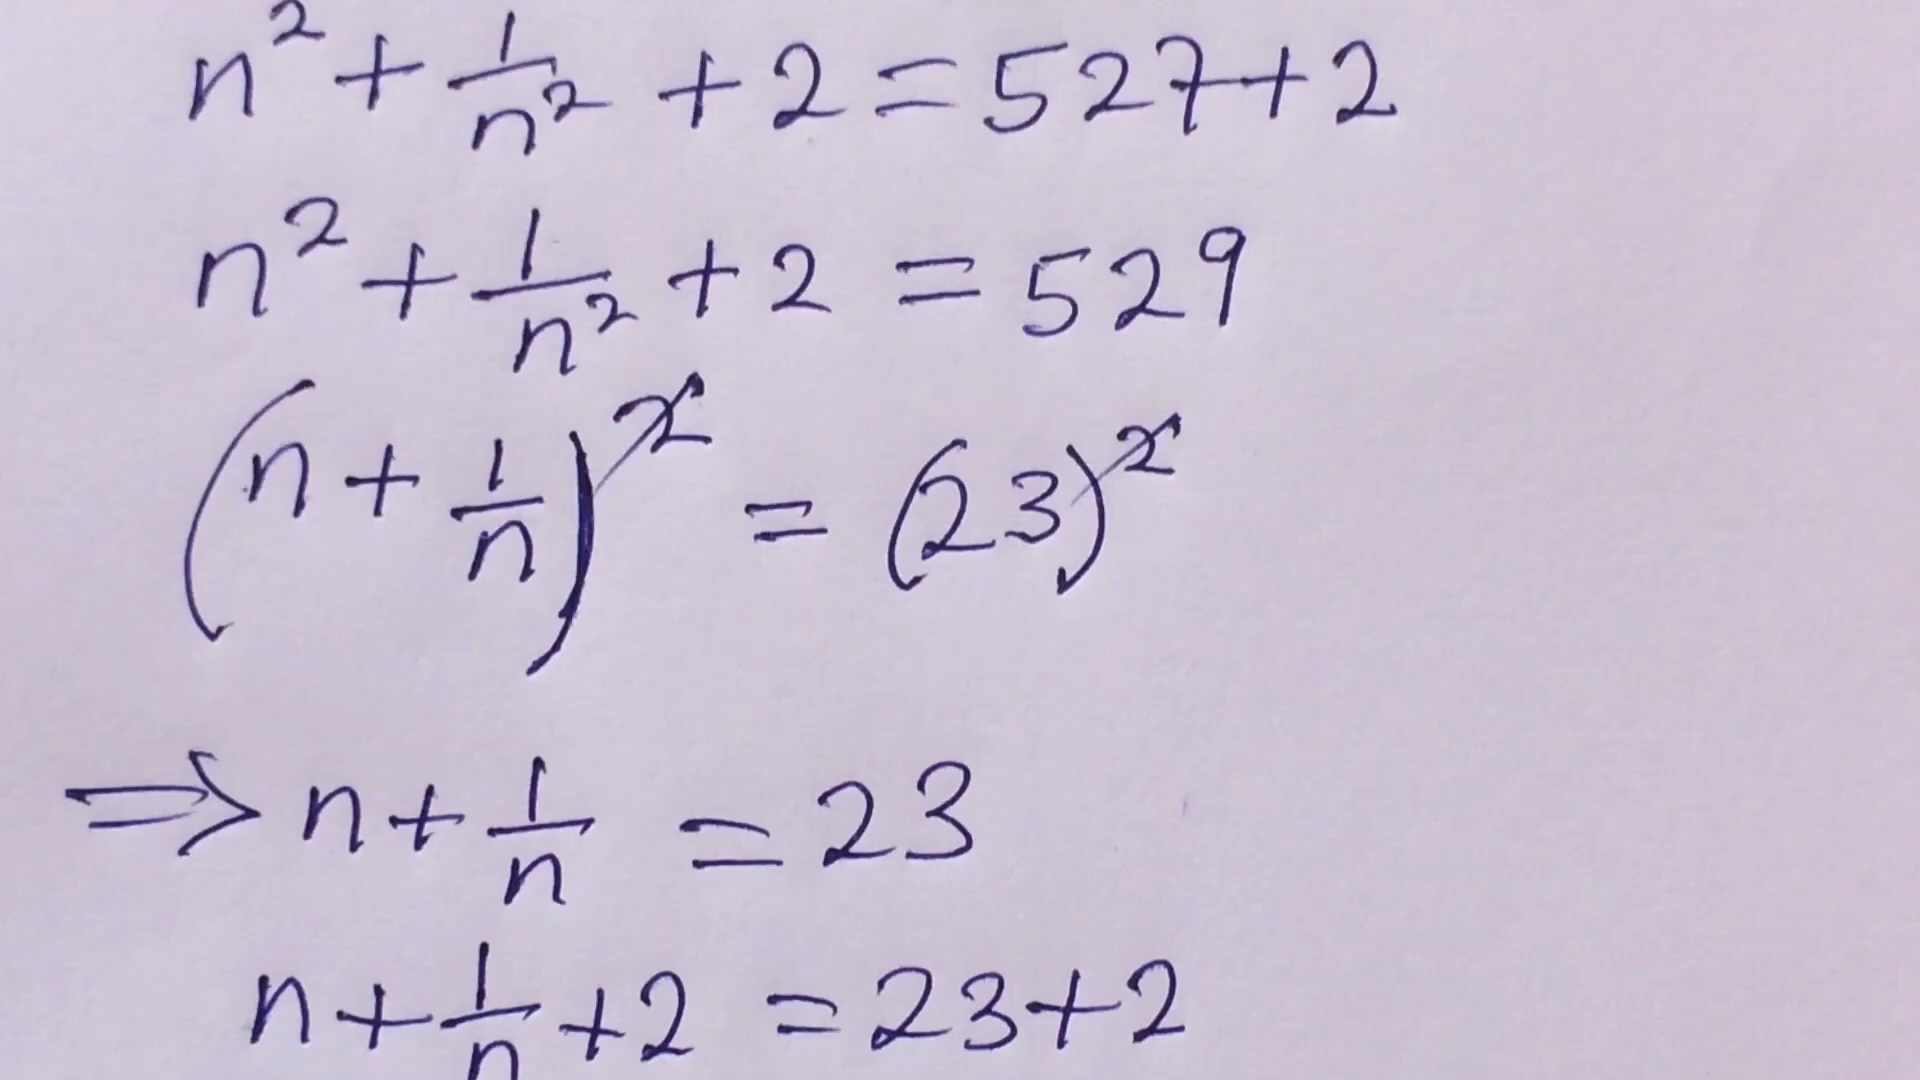 n² + 1/n² + 2 = 527 + 2
n² + 1/n² + 2 = 529
(n + 1/n)² = (23)²
⇒ n + 1/n = 23
n + 1/n + 2 = 23 + 2